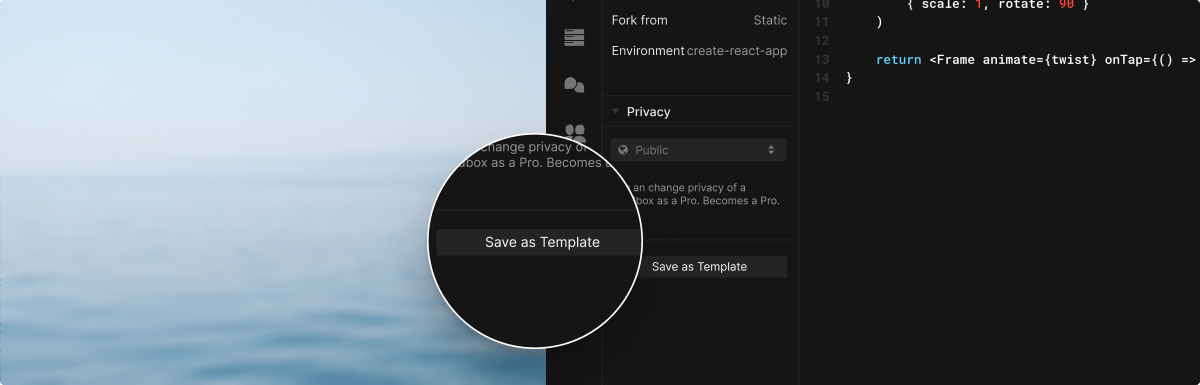 Fork from Static
Environment create-react-app
Privacy
Public
an change privacy of a
box as a Pro. Becomes a Pro.
Save as Template
change privacy of
box as a Pro. Becomes
Save as Template
10 { scale: 1, rotate: 90 }
11 )
12
13 return <Frame animate={twist} onTap={() =>
14 }
15